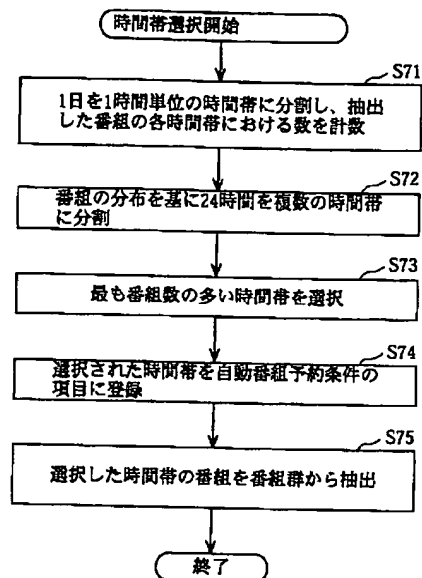 時間帯選択開始
S71
1日を1時間単位の時間帯に分割し、抽出
した番組の各時間帯における数を計数
S72
番組の分布を基に24時間を複数の時間帯
に分割
S73
最も番組数の多い時間帯を選択
S74
選択された時間帯を自動番組予約条件の
項目に登録
S75
選択した時間帯の番組を番組群から抽出
終了